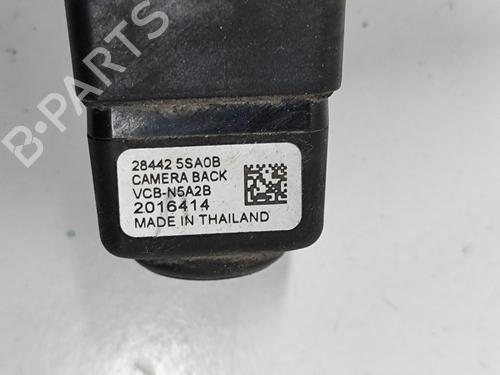 B-PARTS
28442 5SA0B
CAMERA BACK
VCB-N5A2B
2016414
MADE IN THAILAND